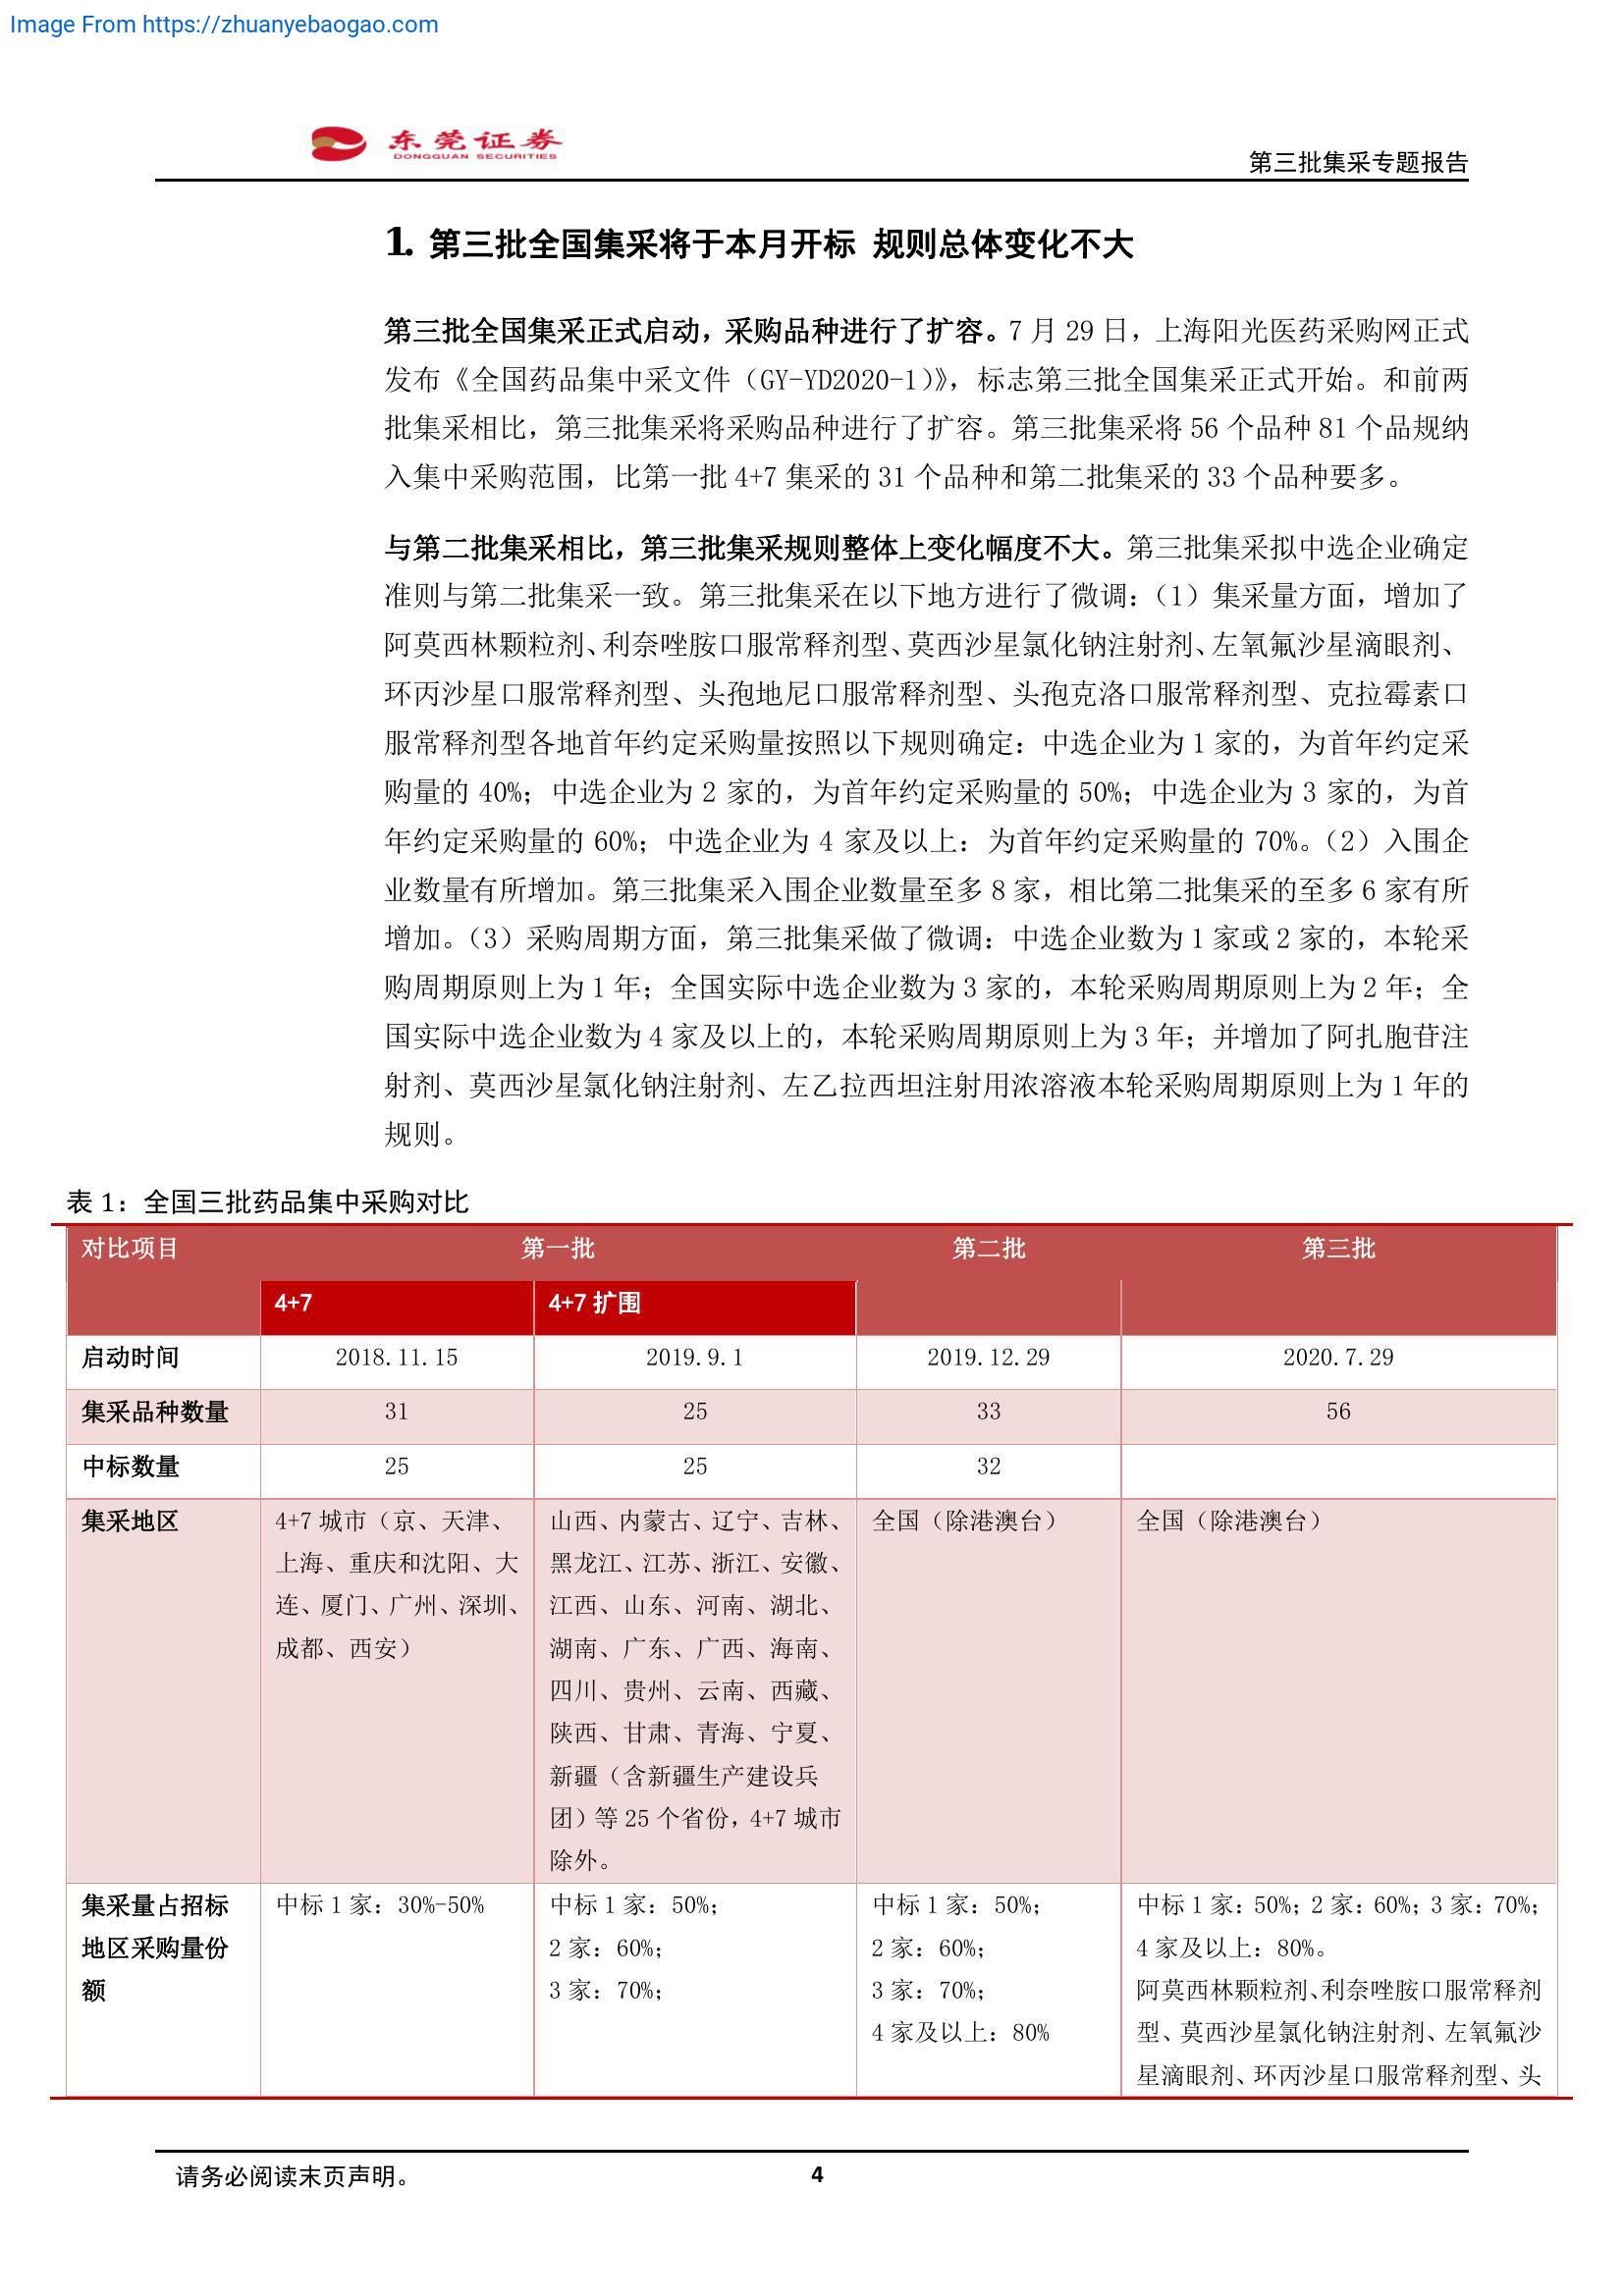 Image From https://zhuanyebaogao.com
东莞证券
DONGGUAN SECURITIES
第三批集采专题报告
1. 第三批全国集采将于本月开标 规则总体变化不大
第三批全国集采正式启动，采购品种进行了扩容。7 月 29 日，上海阳光医药采购网正式
发布《全国药品集中采文件（GY-YD2020-1）》，标志第三批全国集采正式开始。和前两
批集采相比，第三批集采将采购品种进行了扩容。第三批集采将 56 个品种 81 个品规纳
入集中采购范围，比第一批 4+7 集采的 31 个品种和第二批集采的 33 个品种要多。
与第二批集采相比，第三批集采规则整体上变化幅度不大。第三批集采拟中选企业确定
准则与第二批集采一致。第三批集采在以下地方进行了微调：（1）集采量方面，增加了
阿莫西林颗粒剂、利奈唑胺口服常释剂型、莫西沙星氯化钠注射剂、左氧氟沙星滴眼剂、
环丙沙星口服常释剂型、头孢地尼口服常释剂型、头孢克洛口服常释剂型、克拉霉素口
服常释剂型各地首年约定采购量按照以下规则确定：中选企业为 1 家的，为首年约定采
购量的 40%；中选企业为 2 家的，为首年约定采购量的 50%；中选企业为 3 家的，为首
年约定采购量的 60%；中选企业为 4 家及以上：为首年约定采购量的 70%。（2）入围企
业数量有所增加。第三批集采入围企业数量至多 8 家，相比第二批集采的至多 6 家有所
增加。（3）采购周期方面，第三批集采做了微调：中选企业数为 1 家或 2 家的，本轮采
购周期原则上为 1 年；全国实际中选企业数为 3 家的，本轮采购周期原则上为 2 年；全
国实际中选企业数为 4 家及以上的，本轮采购周期原则上为 3 年；并增加了阿扎胞苷注
射剂、莫西沙星氯化钠注射剂、左乙拉西坦注射用浓溶液本轮采购周期原则上为 1 年的
规则。
表 1：全国三批药品集中采购对比
对比项目 第一批 第二批 第三批
4+7 4+7 扩围
启动时间 2018.11.15 2019.9.1 2019.12.29 2020.7.29
集采品种数量 31 25 33 56
中标数量 25 25 32
集采地区
4+7 城市（京、天津、
上海、重庆和沈阳、大
连、厦门、广州、深圳、
成都、西安）
山西、内蒙古、辽宁、吉林、
黑龙江、江苏、浙江、安徽、
江西、山东、河南、湖北、
湖南、广东、广西、海南、
四川、贵州、云南、西藏、
陕西、甘肃、青海、宁夏、
新疆（含新疆生产建设兵
团）等 25 个省份，4+7 城市
除外。
全国（除港澳台）
全国（除港澳台）
集采量占招标
地区采购量份
额
中标 1 家：30%-50%
中标 1 家：50%；
2 家：60%；
3 家：70%；
中标 1 家：50%；
2 家：60%；
3 家：70%；
4 家及以上：80%
中标 1 家：50%；2 家：60%；3 家：70%；
4 家及以上：80%。
阿莫西林颗粒剂、利奈唑胺口服常释剂
型、莫西沙星氯化钠注射剂、左氧氟沙
星滴眼剂、环丙沙星口服常释剂型、头
请务必阅读末页声明。
4